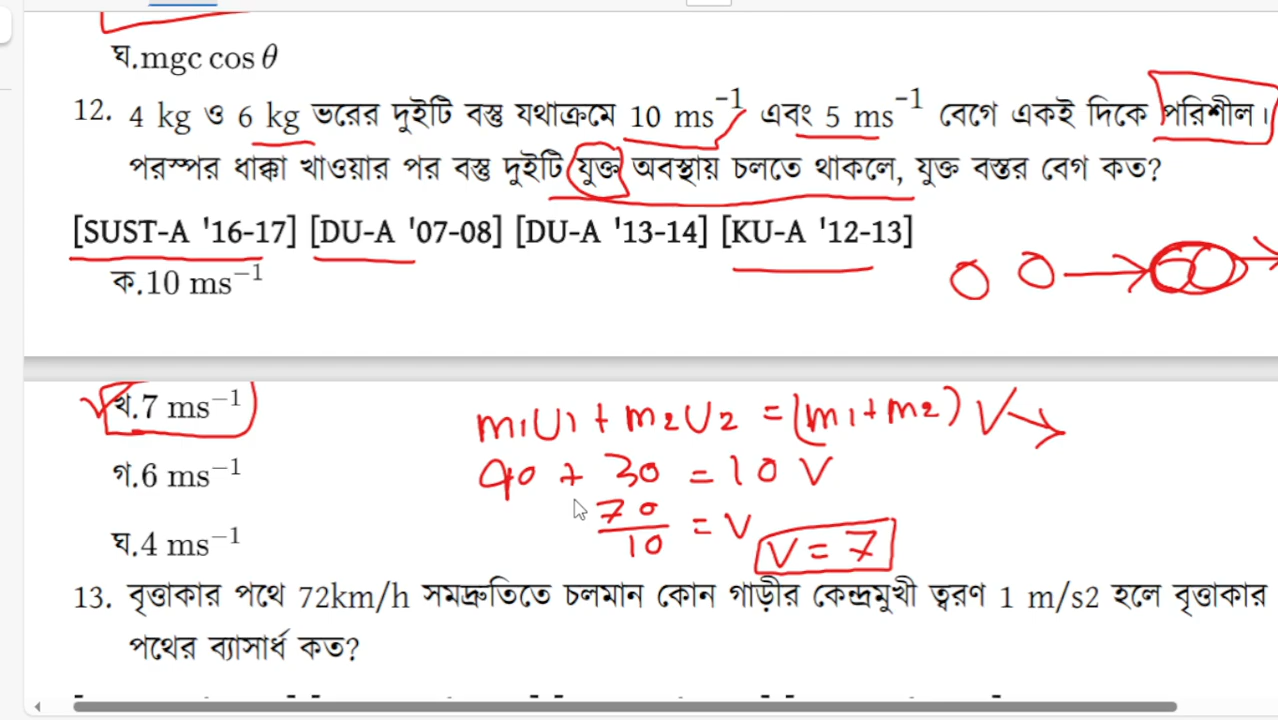 ঘ.mgc cos θ
12. 4 kg ও 6 kg ভরের দুইটি বস্তু যথাক্রমে 10 ms⁻¹ এবং 5 ms⁻¹ বেগে একই দিকে পরিশীল।
পরস্পর ধাক্কা খাওয়ার পর বস্তু দুইটি যুক্ত অবস্থায় চলতে থাকলে, যুক্ত বস্তর বেগ কত?
[SUST-A '16-17] [DU-A '07-08] [DU-A '13-14] [KU-A '12-13]
ক.10 ms⁻¹
খ.7 ms⁻¹
m₁U₁ + m₂U₂ = (m₁+m₂) V
গ.6 ms⁻¹
40 + 30 = 10 V
70/10 = V
V = 7
ঘ.4 ms⁻¹
13. বৃত্তাকার পথে 72km/h সমদ্রুতিতে চলমান কোন গাড়ীর কেন্দ্রমুখী ত্বরণ 1 m/s2 হলে বৃত্তাকার
পথের ব্যাসার্ধ কত?